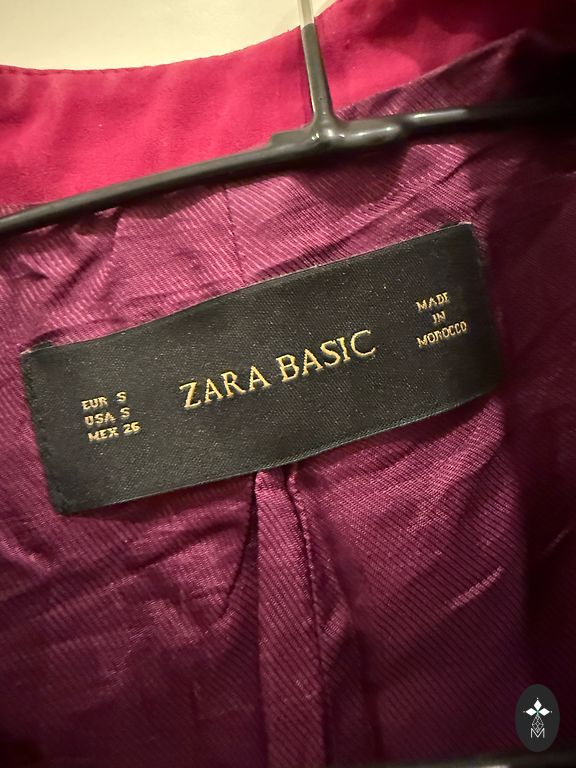 EUR S
USA S
MEX 26
ZARA BASIC
MADE
IN
MOROCCO
M